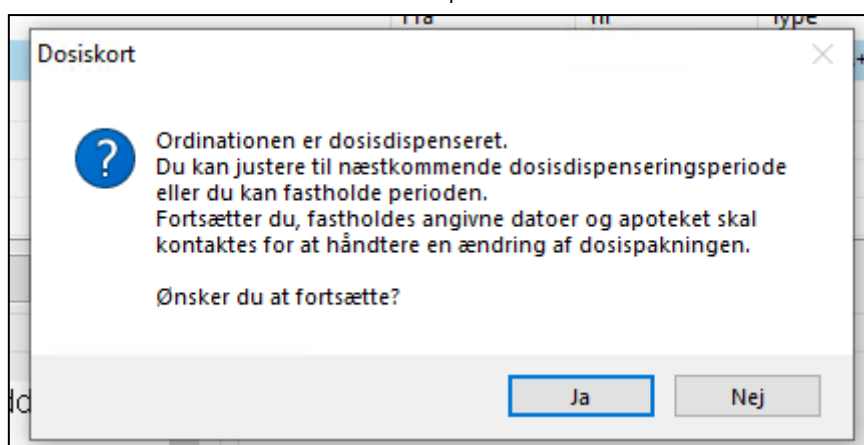 Type
Dosiskort
Ordinationen er dosisdispenseret.
Du kan justere til næstkommende dosisdispenseringsperiode
eller du kan fastholde perioden.
Fortsætter du, fastholdes angivne datoer og apoteket skal
kontaktes for at håndtere en ændring af dosispakningen.
Ønsker du at fortsætte?
Ja Nej